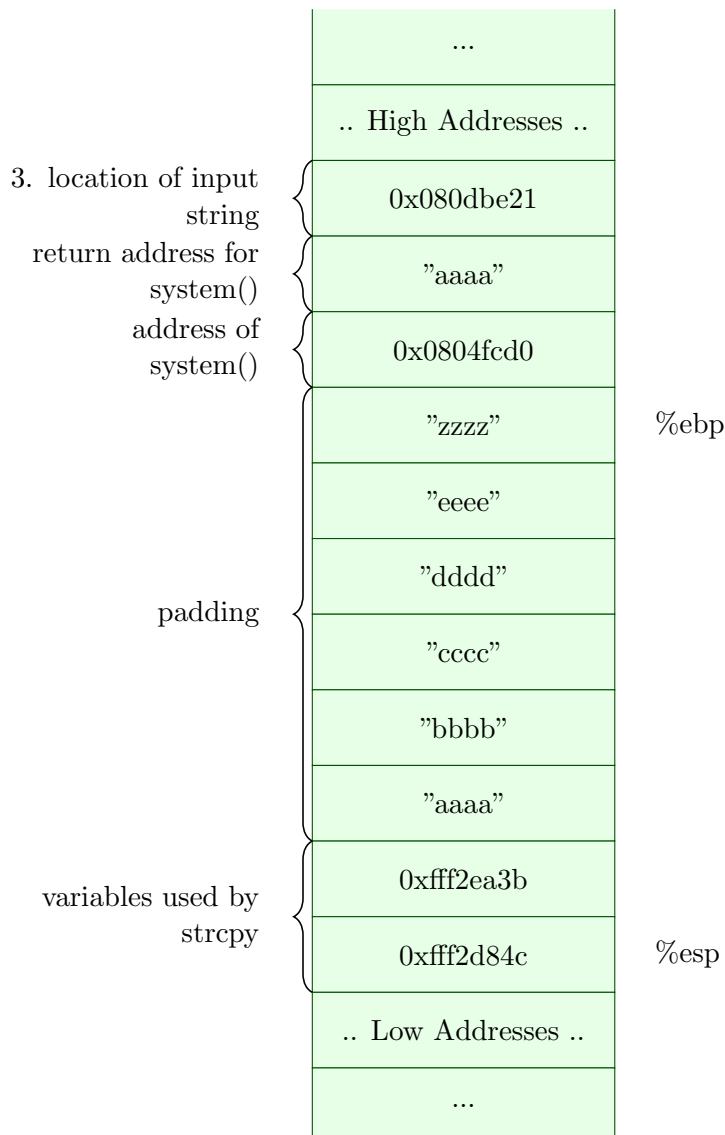 ...
.. High Addresses ..
3. location of input
string
0x080dbe21
return address for
system()
”aaaa”
address of
system()
0x0804fcd0
”zzzz”
%ebp
”eeee”
”dddd”
padding
”cccc”
”bbbb”
”aaaa”
variables used by
strcpy
0xfff2ea3b
0xfff2d84c
%esp
.. Low Addresses ..
...